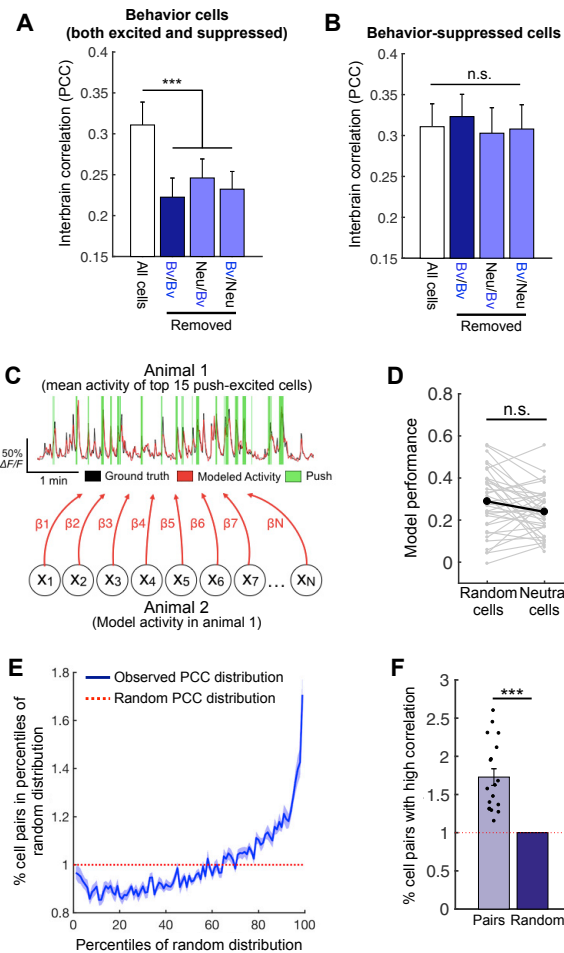 A
Behavior cells
(both excited and suppressed)
Interbrain correlation (PCC)
0.4
0.35
0.3
0.25
0.2
0.15
***
All cells
Bv/Bv
Neu/Bv
Bv/Neu
Removed
B
Behavior-suppressed cells
Interbrain correlation (PCC)
0.4
0.35
0.3
0.25
0.2
0.15
n.s.
All cells
Bv/Bv
Neu/Bv
Bv/Neu
Removed
C
Animal 1
(mean activity of top 15 push-excited cells)
50%
ΔF/F
1 min
Ground truth
Modeled Activity
Push
β1
β2
β3
β4
β5
β6
β7
βN
X1 X2 X3 X4 X5 X6 X7 ... XN
Animal 2
(Model activity in animal 1)
D
Model performance
0.8
0.6
0.4
0.2
0
n.s.
Random
cells
Neutra
cells
E
% cell pairs in percentiles of
random distribution
1.8
1.6
1.4
1.2
1
0.8
Observed PCC distribution
Random PCC distribution
0 20 40 60 80 100
Percentiles of random distribution
F
% cell pairs with high correlation
3
2.5
2
1.5
1
0.5
0
***
Pairs Random